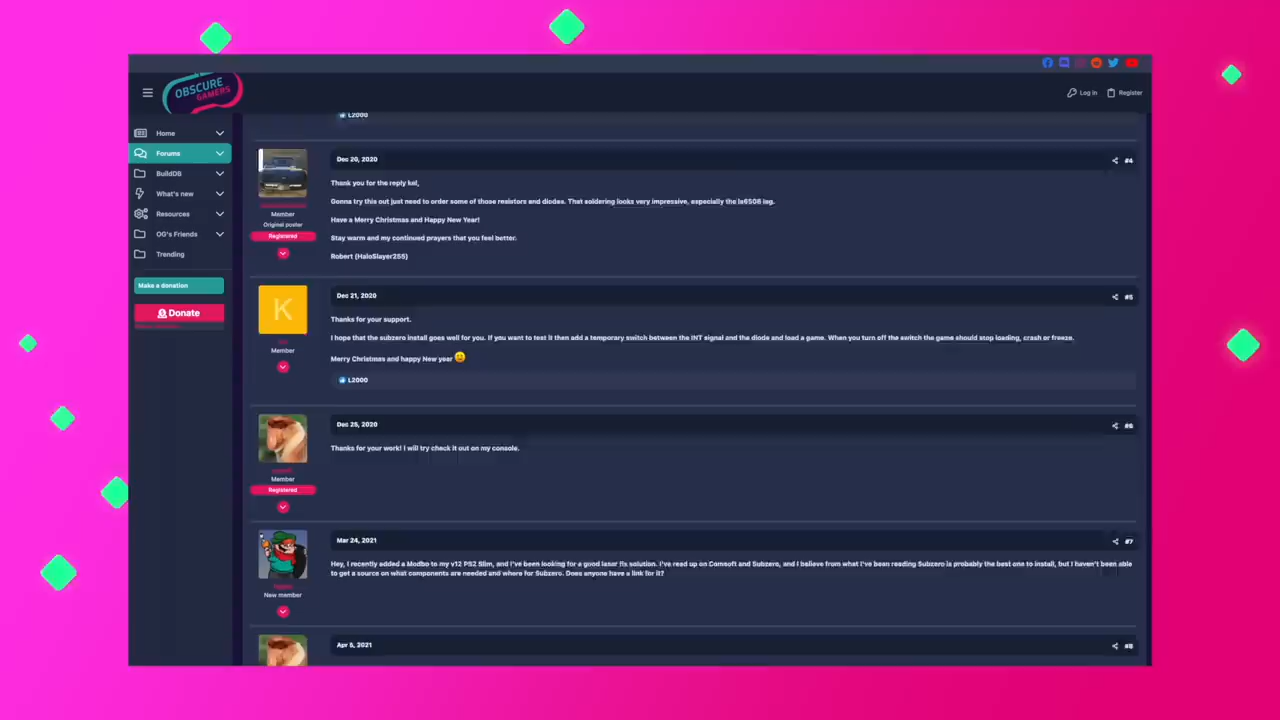 OBSCURE
GAMERS
Log in
Register
Home
Forums
BuildDB
What's new
Resources
OG's Friends
Trending
Make a donation
Donate
L2000
Dec 20, 2020
#4
Member
Original poster
Registered
Thank you for the reply kel,
Gonna try this out just need to order some of those resistors and diodes. That soldering looks very impressive, especially the la6508 leg.
Have a Merry Christmas and Happy New Year!
Stay warm and my continued prayers that you feel better.
Robert (HaloSlayer255)
Dec 21, 2020
#5
K
Member
Thanks for your support.
I hope that the subzero install goes well for you. If you want to test it then add a temporary switch between the INT signal and the diode and load a game. When you turn off the switch the game should stop loading, crash or freeze.
Merry Christmas and happy New year
L2000
Dec 25, 2020
#6
Member
Registered
Thanks for your work! I will try check it out on my console.
Mar 24, 2021
#7
New member
Hey, I recently added a Modbo to my v12 PS2 Slim, and I've been looking for a good laser fix solution. I've read up on Camsoft and Subzero, and I believe from what I've been reading Subzero is probably the best one to install, but I haven't been able
to get a source on what components are needed and where for Subzero. Does anyone have a link for it?
Apr 5, 2021
#8